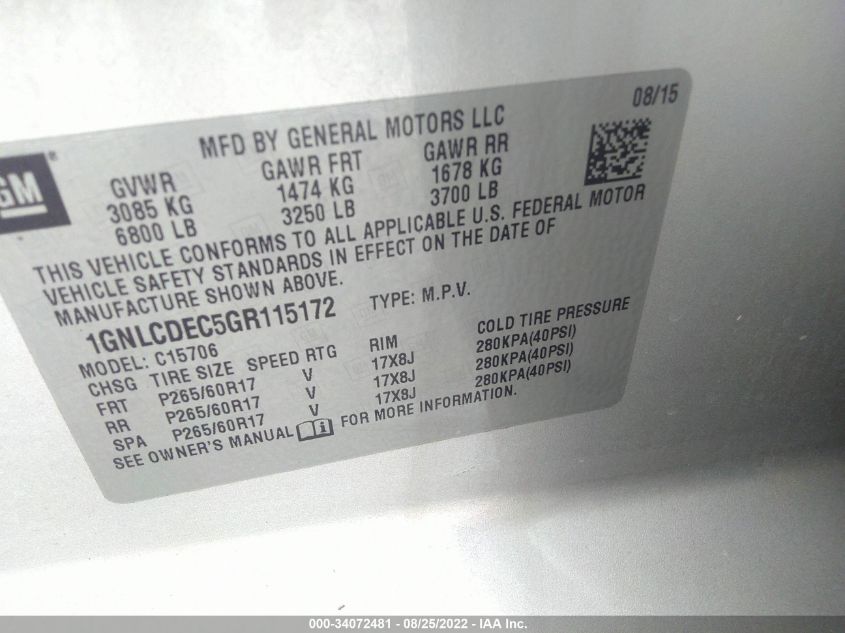 08/15
MFD BY GENERAL MOTORS LLC
GM®
GVWR GAWR FRT GAWR RR
3085 KG 1474 KG 1678 KG
6800 LB 3250 LB 3700 LB
THIS VEHICLE CONFORMS TO ALL APPLICABLE U.S. FEDERAL MOTOR
VEHICLE SAFETY STANDARDS IN EFFECT ON THE DATE OF
MANUFACTURE SHOWN ABOVE.
1GNLCDEC5GR115172 TYPE: M.P.V.
MODEL: C15706
CHSG TIRE SIZE SPEED RTG RIM COLD TIRE PRESSURE
FRT P265/60R17 V 17X8J 280KPA(40PSI)
RR P265/60R17 V 17X8J 280KPA(40PSI)
SPA P265/60R17 V 17X8J 280KPA(40PSI)
SEE OWNER'S MANUAL FOR MORE INFORMATION.
000-34072481 - 08/25/2022 - IAA Inc.